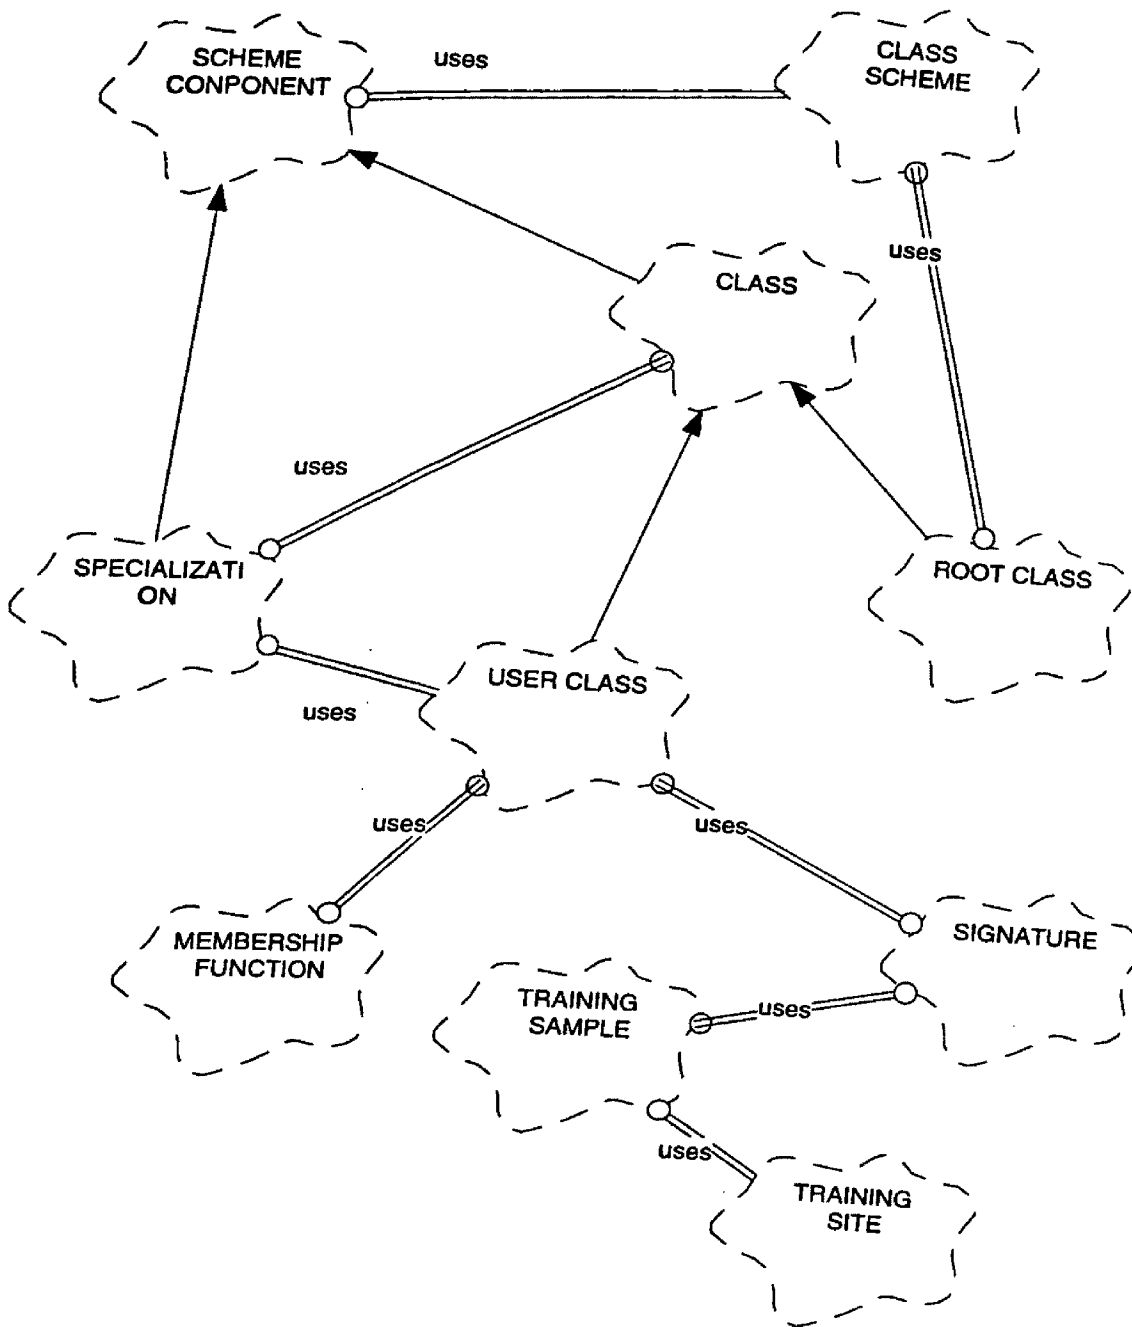 SCHEME
CONPONENT
uses
CLASS
SCHEME
uses
CLASS
uses
SPECIALIZATI
ON
ROOT CLASS
USER CLASS
uses
uses
uses
MEMBERSHIP
FUNCTION
SIGNATURE
TRAINING
SAMPLE
uses
uses
TRAINING
SITE